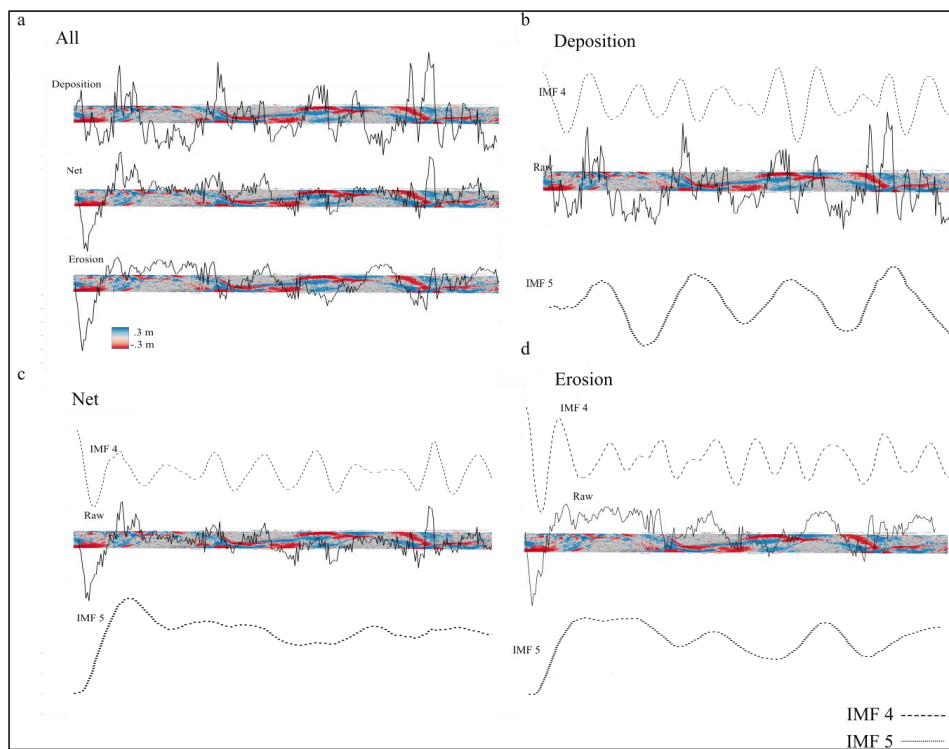 a
All
Deposition
Net
Erosion
.3 m
-.3 m
b
Deposition
IMF 4
Raw
IMF 5
c
Net
IMF 4
Raw
IMF 5
d
Erosion
IMF 4
Raw
IMF 5
IMF 4
IMF 5